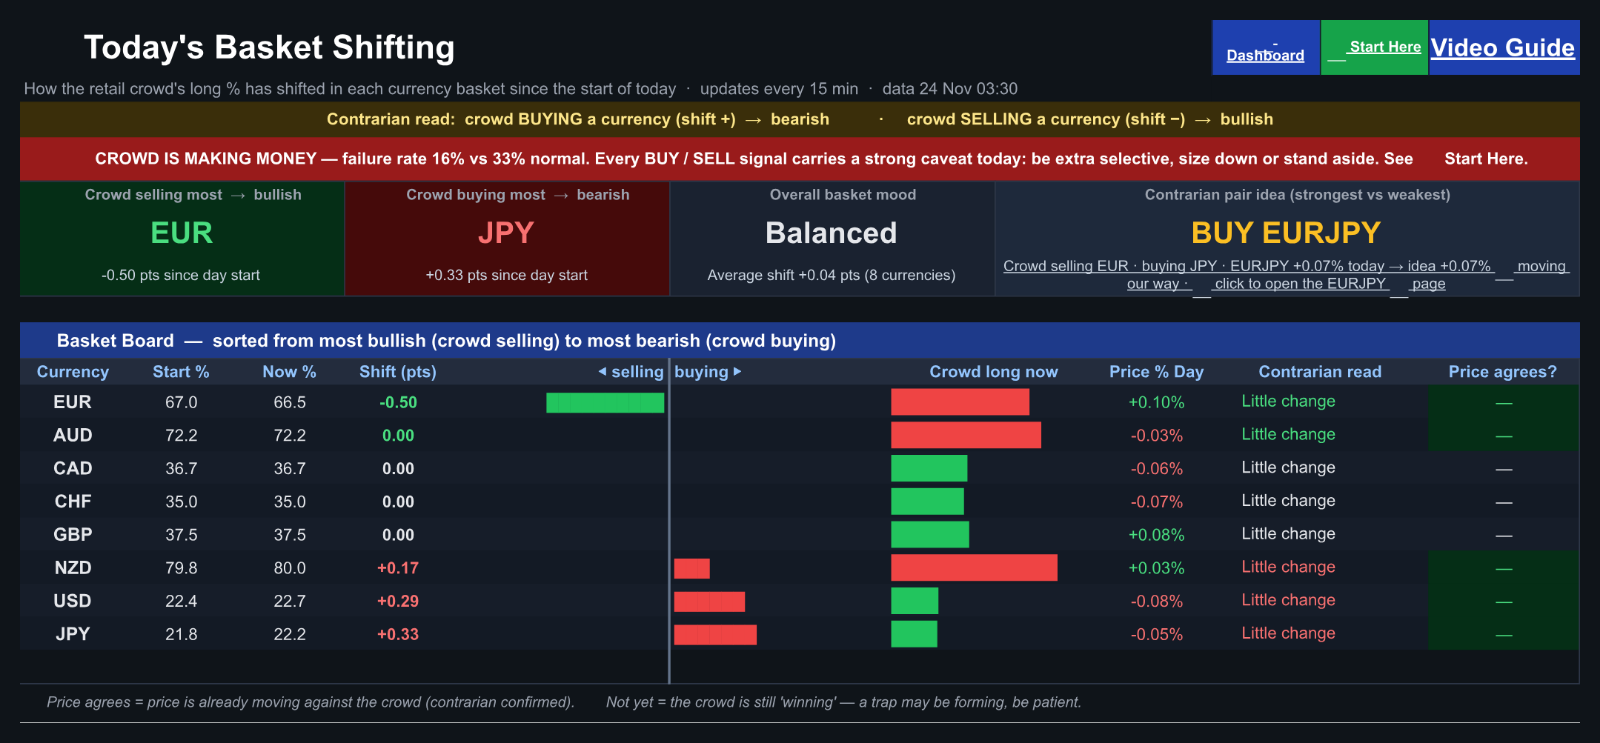 Today's Basket Shifting
Dashboard
Start Here
Video Guide
How the retail crowd's long % has shifted in each currency basket since the start of today · updates every 15 min · data 24 Nov 03:30
Contrarian read: crowd BUYING a currency (shift +) → bearish · crowd SELLING a currency (shift −) → bullish
CROWD IS MAKING MONEY — failure rate 16% vs 33% normal. Every BUY / SELL signal carries a strong caveat today: be extra selective, size down or stand aside. See Start Here.
Crowd selling most → bullish
EUR
-0.50 pts since day start
Crowd buying most → bearish
JPY
+0.33 pts since day start
Overall basket mood
Balanced
Average shift +0.04 pts (8 currencies)
Contrarian pair idea (strongest vs weakest)
BUY EURJPY
Crowd selling EUR · buying JPY · EURJPY +0.07% today → idea +0.07% moving
our way · click to open the EURJPY page
Basket Board — sorted from most bullish (crowd selling) to most bearish (crowd buying)
Currency Start % Now % Shift (pts) ◀ selling buying ▶ Crowd long now Price % Day Contrarian read Price agrees?
EUR 67.0 66.5 -0.50 +0.10% Little change —
AUD 72.2 72.2 0.00 -0.03% Little change —
CAD 36.7 36.7 0.00 -0.06% Little change —
CHF 35.0 35.0 0.00 -0.07% Little change —
GBP 37.5 37.5 0.00 +0.08% Little change —
NZD 79.8 80.0 +0.17 +0.03% Little change —
USD 22.4 22.7 +0.29 -0.08% Little change —
JPY 21.8 22.2 +0.33 -0.05% Little change —
Price agrees = price is already moving against the crowd (contrarian confirmed). Not yet = the crowd is still 'winning' — a trap may be forming, be patient.